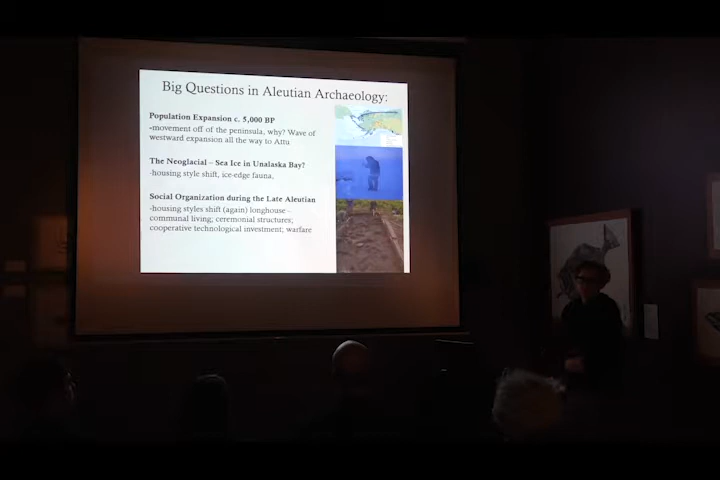 Big Questions in Aleutian Archaeology:
Population Expansion c. 5,000 BP
-movement off of the peninsula, why? Wave of
westward expansion all the way to Attu
The Neoglacial – Sea Ice in Unalaska Bay?
-housing style shift, ice-edge fauna,
Social Organization during the Late Aleutian
-housing styles shift (again) longhouse –
communal living; ceremonial structures;
cooperative technological investment; warfare